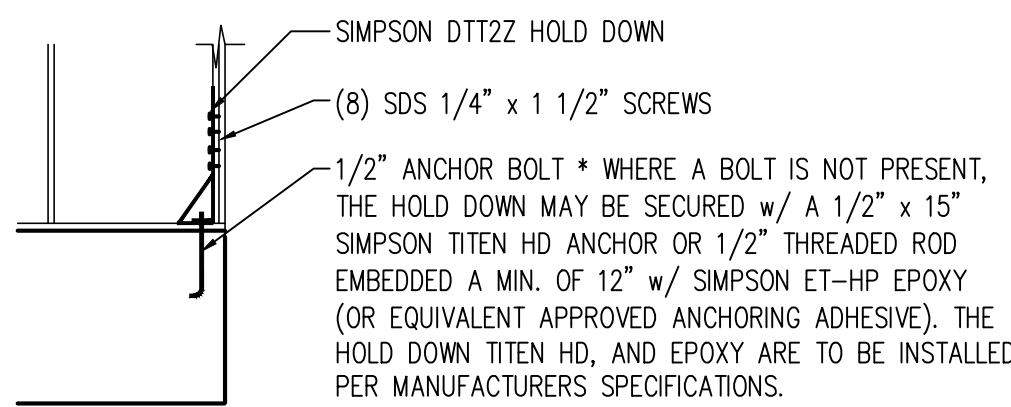 SIMPSON DTT2Z HOLD DOWN
(8) SDS 1/4" x 1 1/2" SCREWS
1/2" ANCHOR BOLT * WHERE A BOLT IS NOT PRESENT,
THE HOLD DOWN MAY BE SECURED w/ A 1/2" x 15"
SIMPSON TITEN HD ANCHOR OR 1/2" THREADED ROD
EMBEDDED A MIN. OF 12" w/ SIMPSON ET-HP EPOXY
(OR EQUIVALENT APPROVED ANCHORING ADHESIVE). THE
HOLD DOWN TITEN HD, AND EPOXY ARE TO BE INSTALLED
PER MANUFACTURERS SPECIFICATIONS.